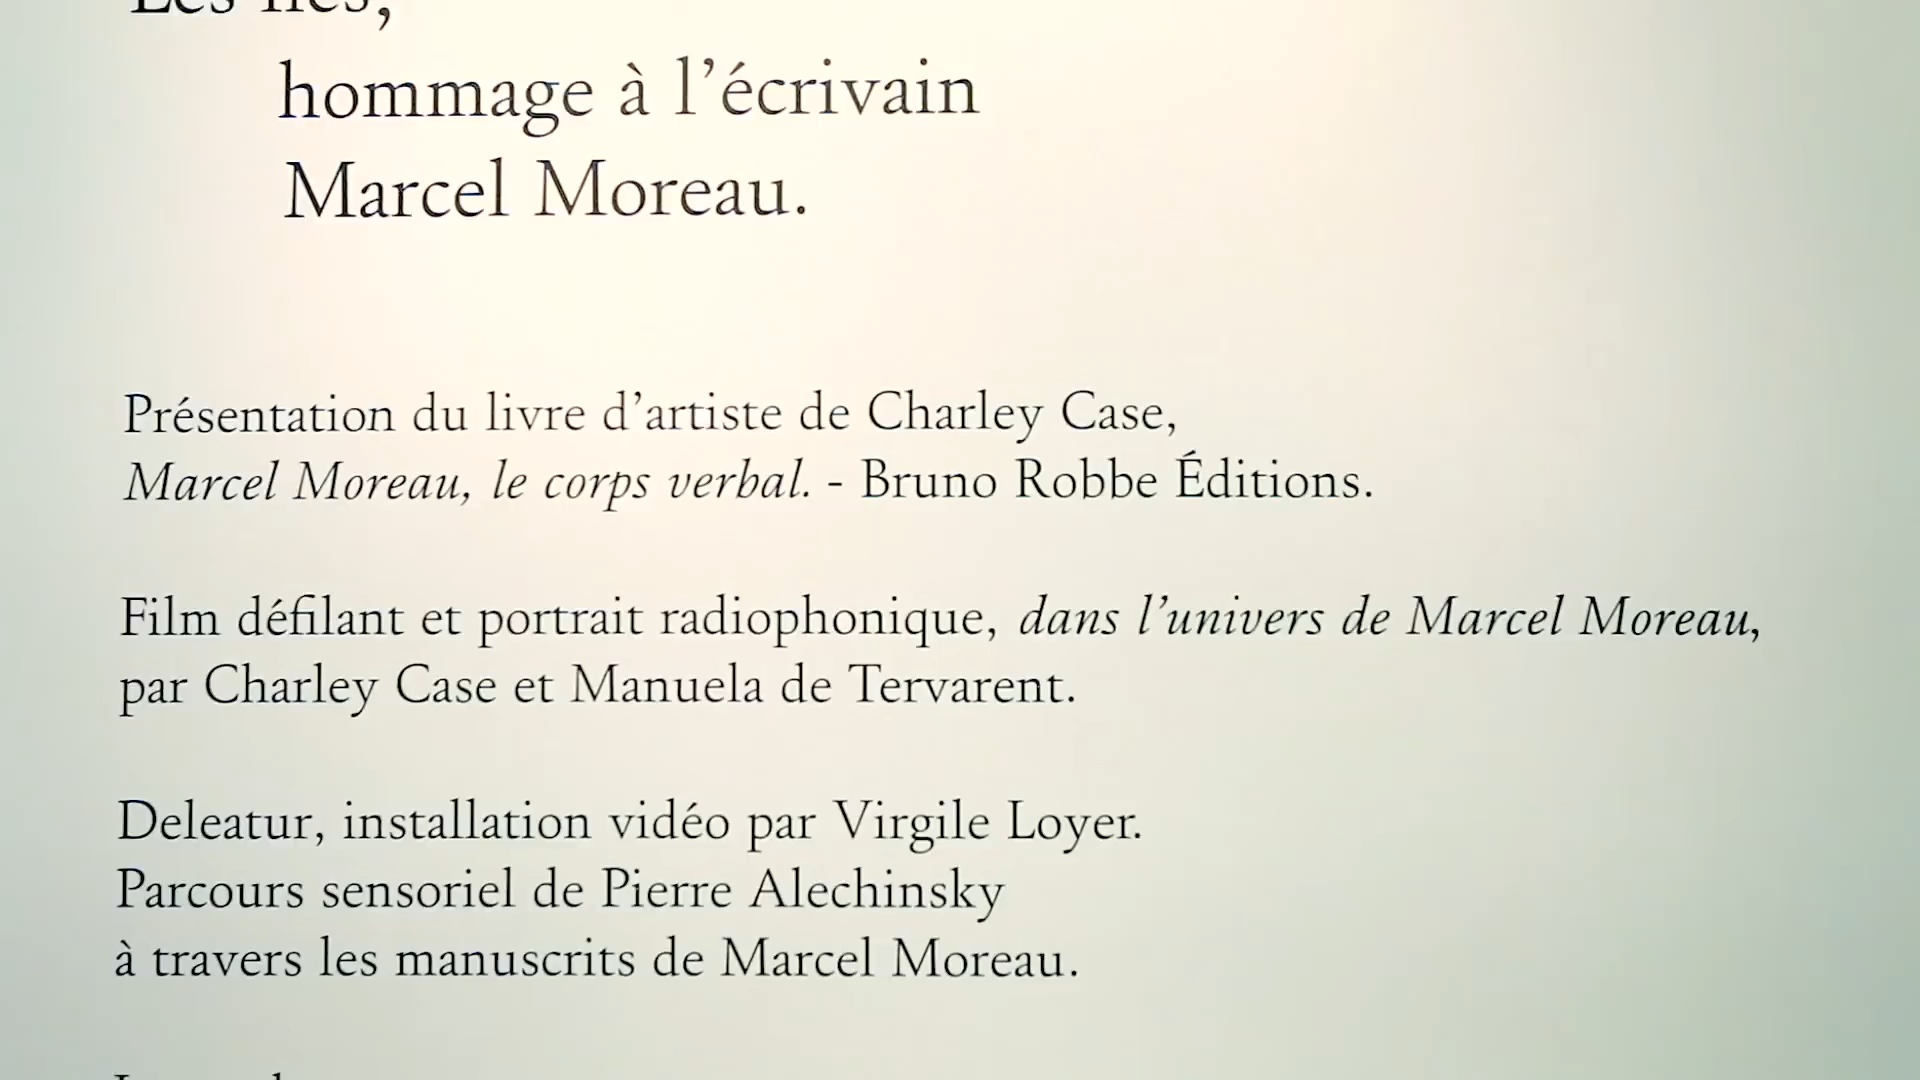 hommage à l’écrivain
Marcel Moreau.
Présentation du livre d’artiste de Charley Case,
Marcel Moreau, le corps verbal. - Bruno Robbe Éditions.
Film défilant et portrait radiophonique, dans l’univers de Marcel Moreau,
par Charley Case et Manuela de Tervarent.
Deleatur, installation vidéo par Virgile Loyer.
Parcours sensoriel de Pierre Alechinsky
à travers les manuscrits de Marcel Moreau.